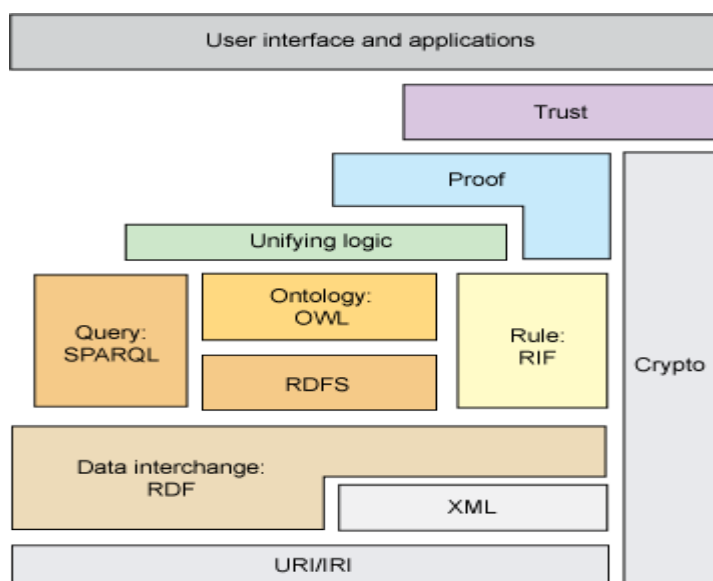 User interface and applications
Trust
Proof
Unifying logic
Query:
SPARQL
Ontology:
OWL
RDFS
Rule:
RIF
Crypto
Data interchange:
RDF
XML
URI/IRI